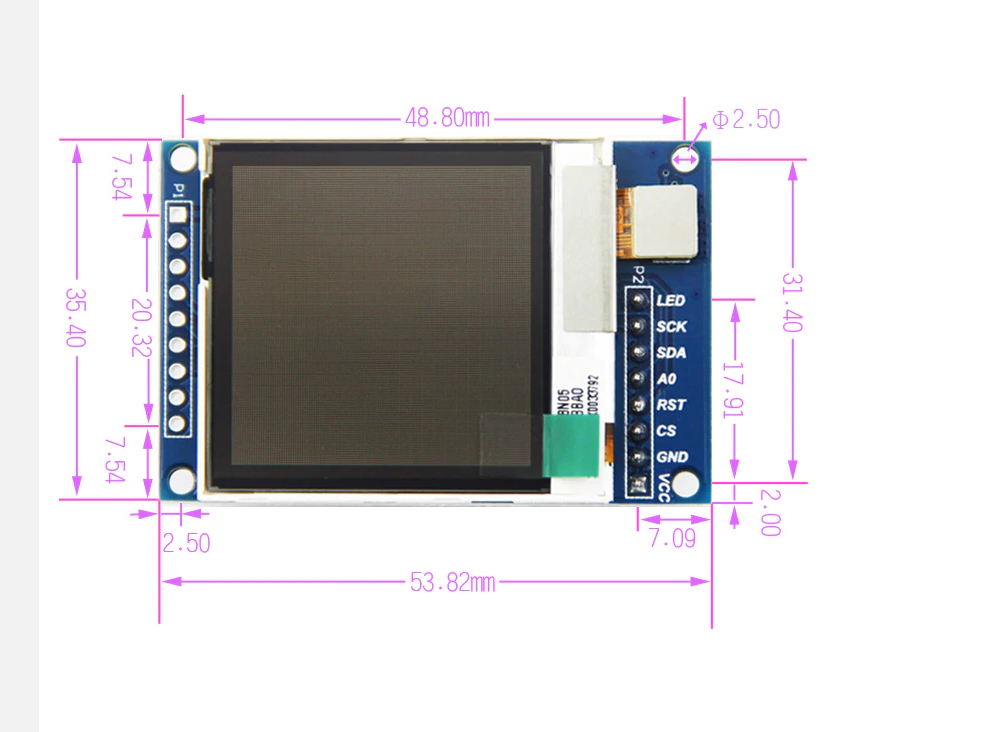 48.80mm
Φ2.50
7.54
P1
35.40
20.32
7.54
P2
LED
SCK
SDA
A0
RST
CS
GND
VCC
31.40
17.91
2.00
7.09
2.50
53.82mm